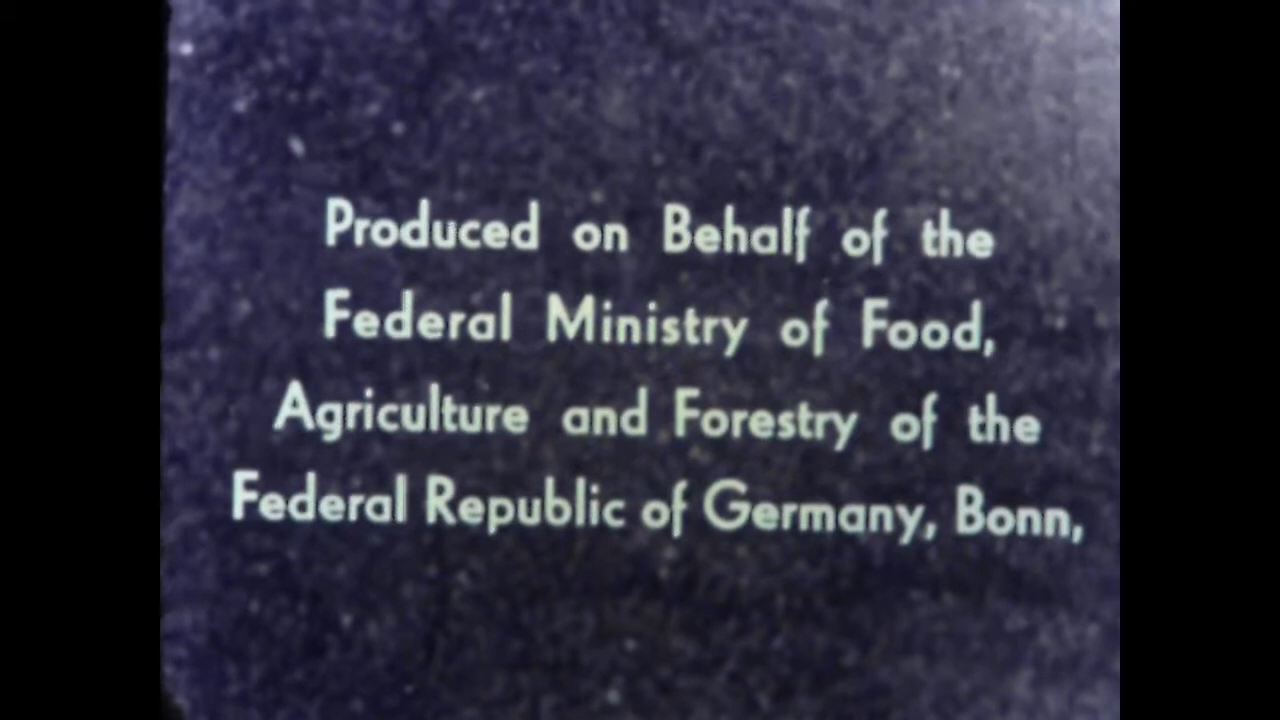 Produced on Behalf of the
Federal Ministry of Food,
Agriculture and Forestry of the
Federal Republic of Germany, Bonn,